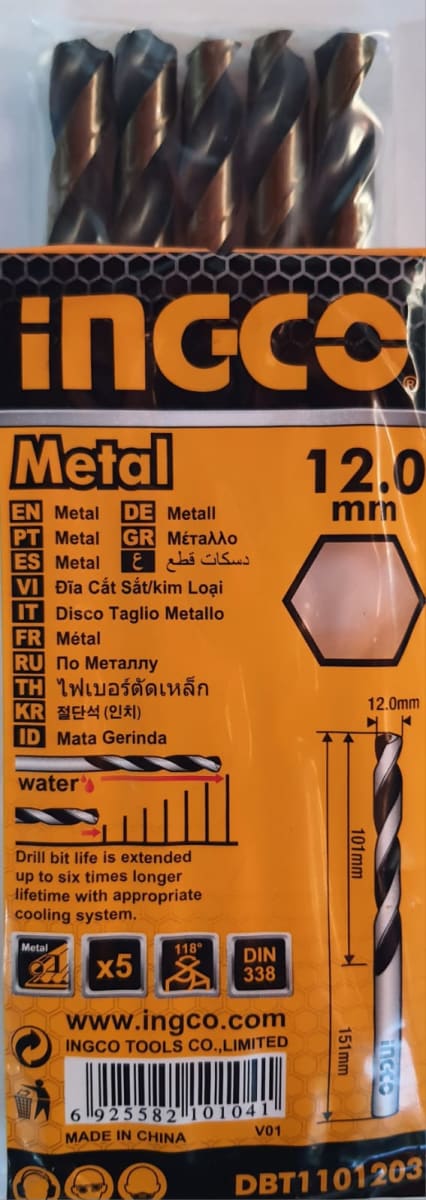 INGCO®
Metal
12.0
mm
EN Metal DE Metall
PT Metal GR Μέταλλο
ES Metal ع دسكات قطع
VI Đĩa Cắt Sắt/kim Loại
IT Disco Taglio Metallo
FR Métal
RU По Металлу
TH ไฟเบอร์ตัดเหล็ก
KR 절단석 (인치)
ID Mata Gerinda
12.0mm
101mm
151mm
INGCO
water
Drill bit life is extended
up to six times longer
lifetime with appropriate
cooling system.
Metal
x5
118°
DIN
338
www.ingco.com
INGCO TOOLS CO.,LIMITED
6 925582 101041
MADE IN CHINA V01
DBT1101203